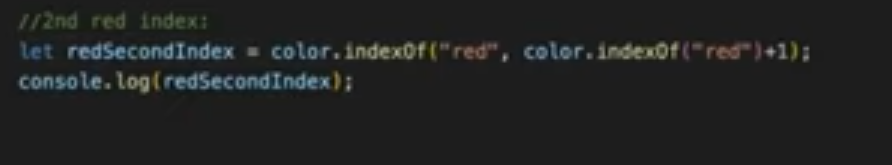 //2nd red index:
let redSecondIndex = color.indexOf("red", color.indexOf("red")+1);
console.log(redSecondIndex);